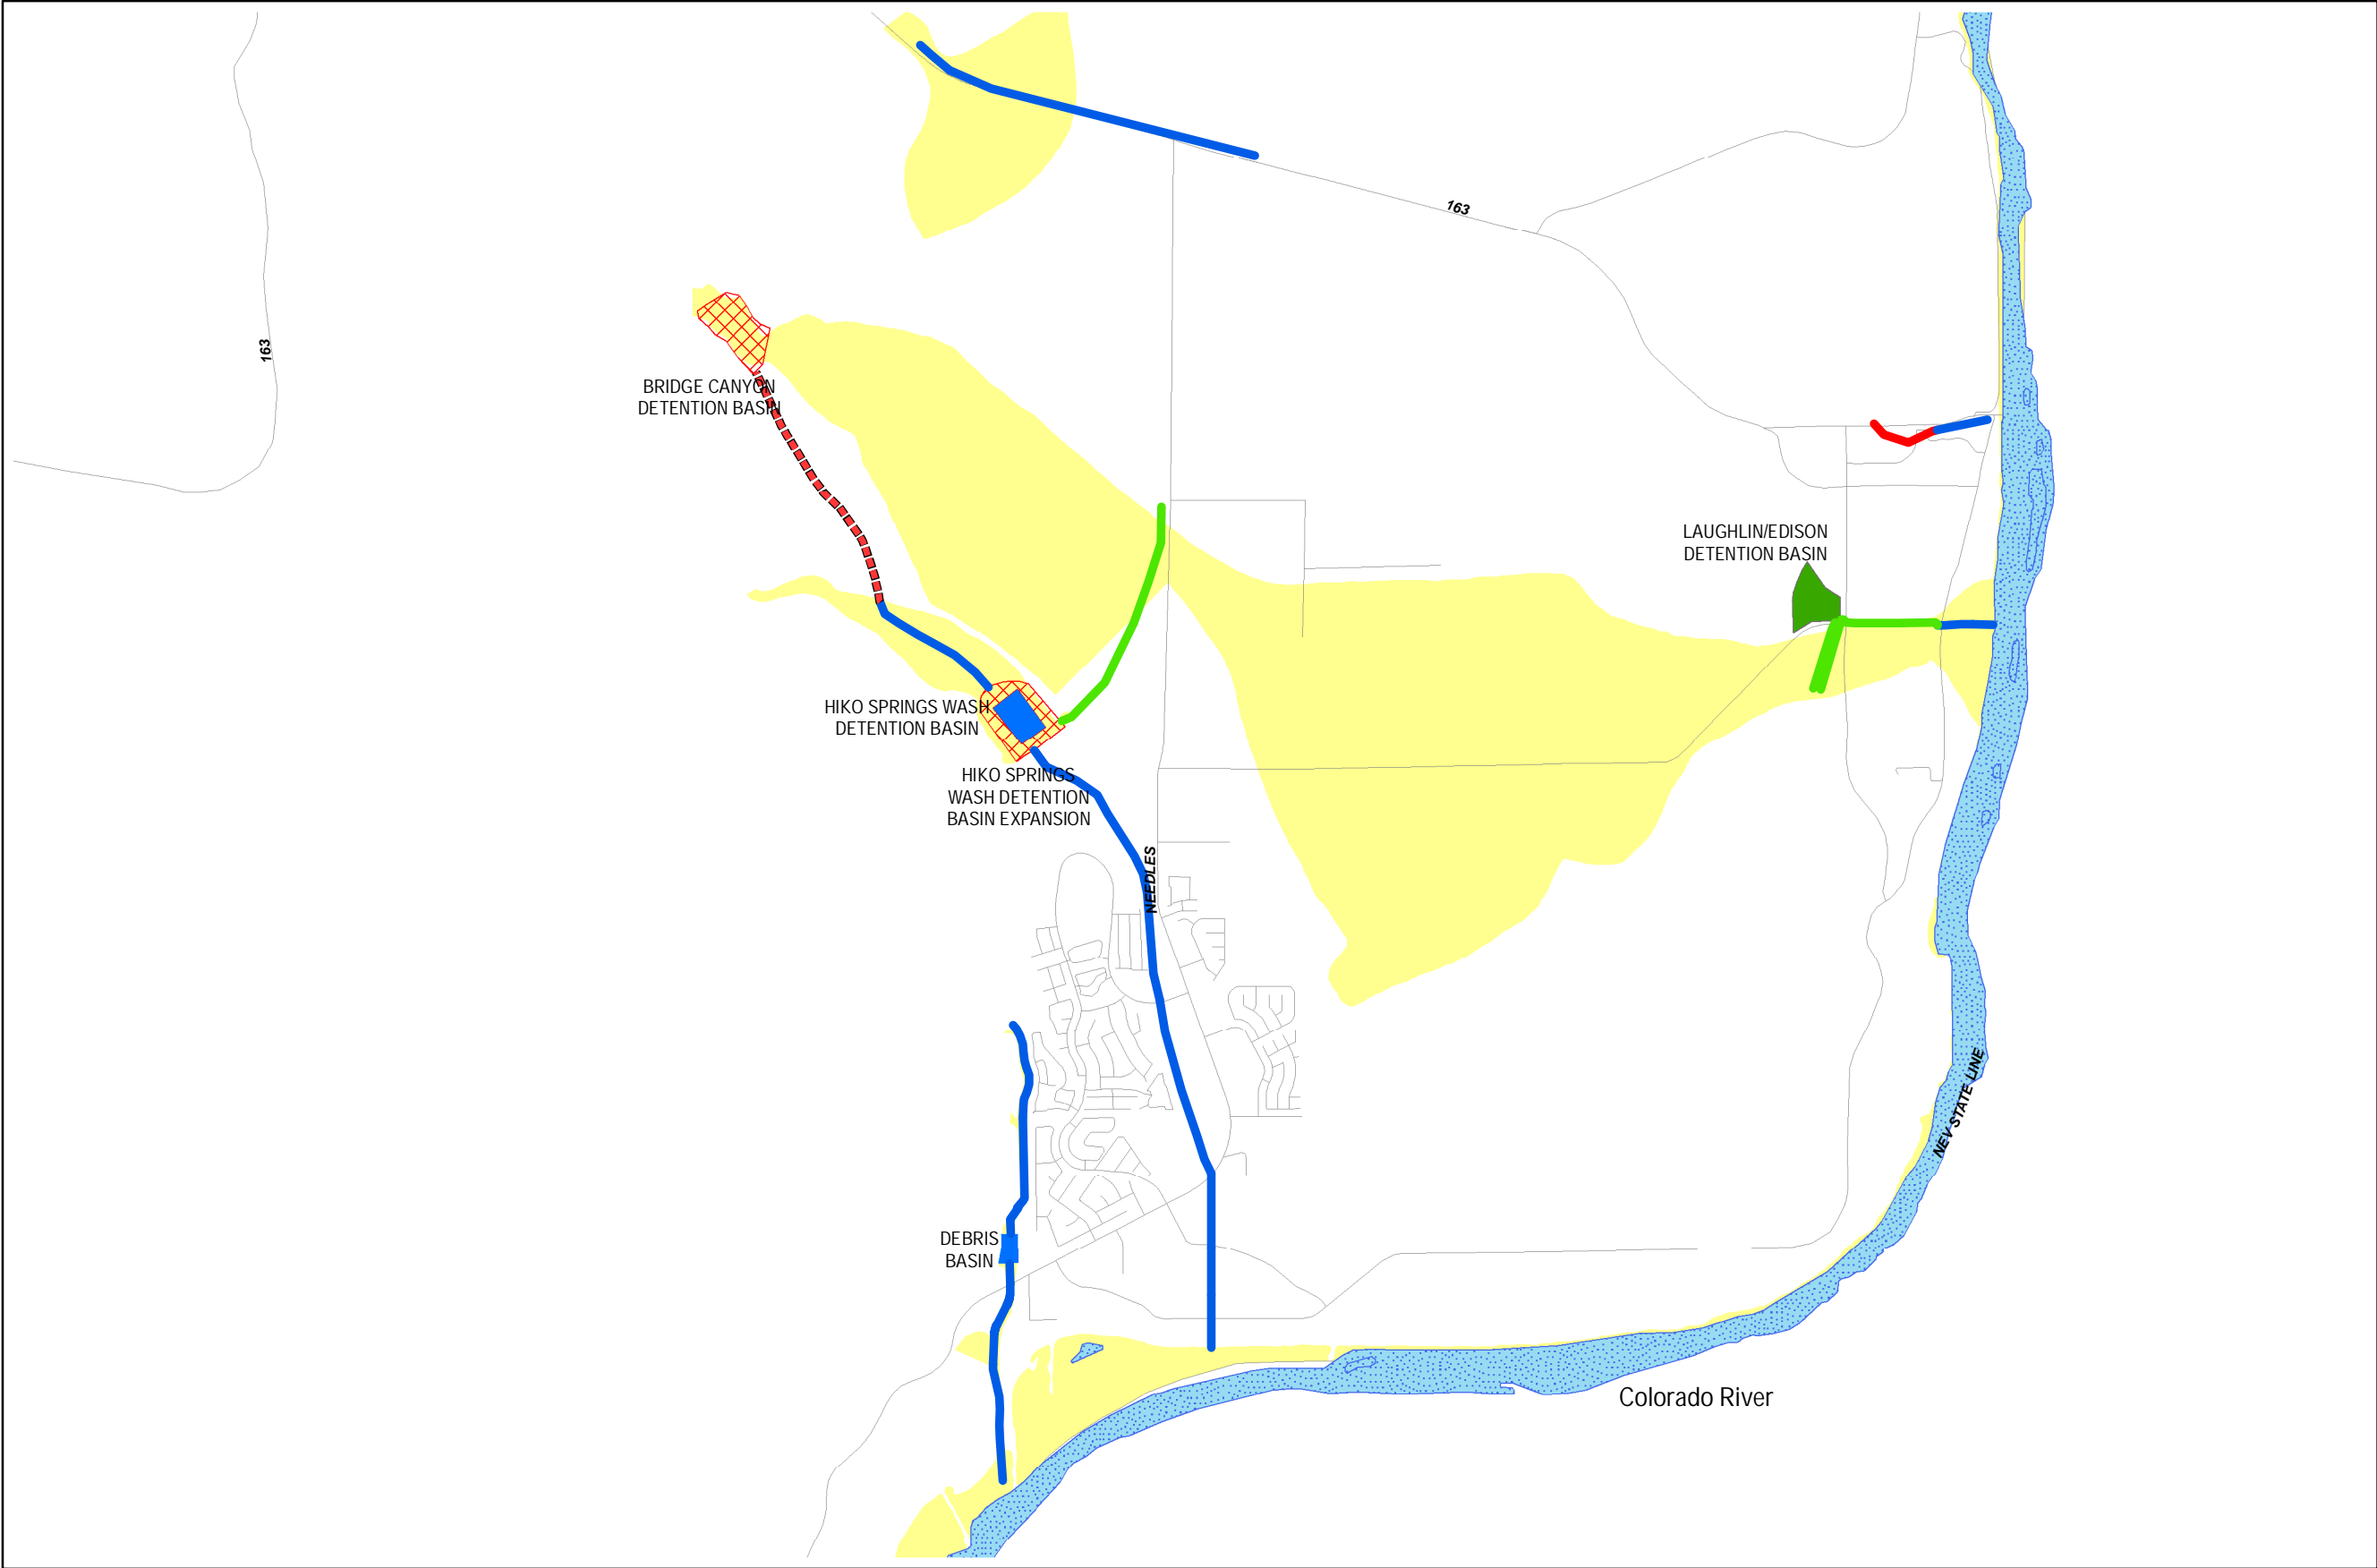 163
163
BRIDGE CANYON
DETENTION BASIN
LAUGHLIN/EDISON
DETENTION BASIN
HIKO SPRINGS WASH
DETENTION BASIN
HIKO SPRINGS
WASH DETENTION
BASIN EXPANSION
NEEDLES
NEV STATE LINE
DEBRIS
BASIN
Colorado River